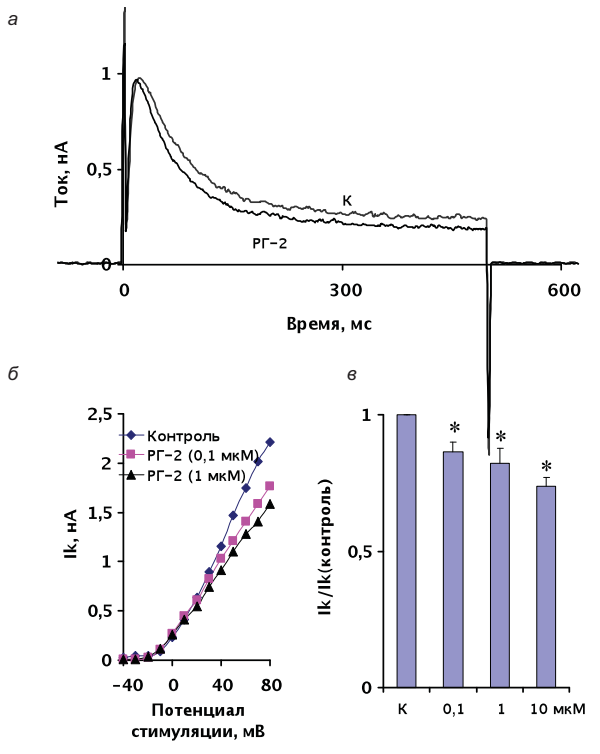 а
Ток, нА
1
0,5
0
К
РГ-2
0
300
600
Время, мс
б
Ik, нА
2,5
2
1,5
1
0,5
0
Контроль
РГ-2 (0,1 мкМ)
РГ-2 (1 мкМ)
-40
0
40
80
Потенциал
стимуляции, мВ
в
Ik/Ik(контроль)
1
0,5
0
*
*
*
К
0,1
1
10 мкМ